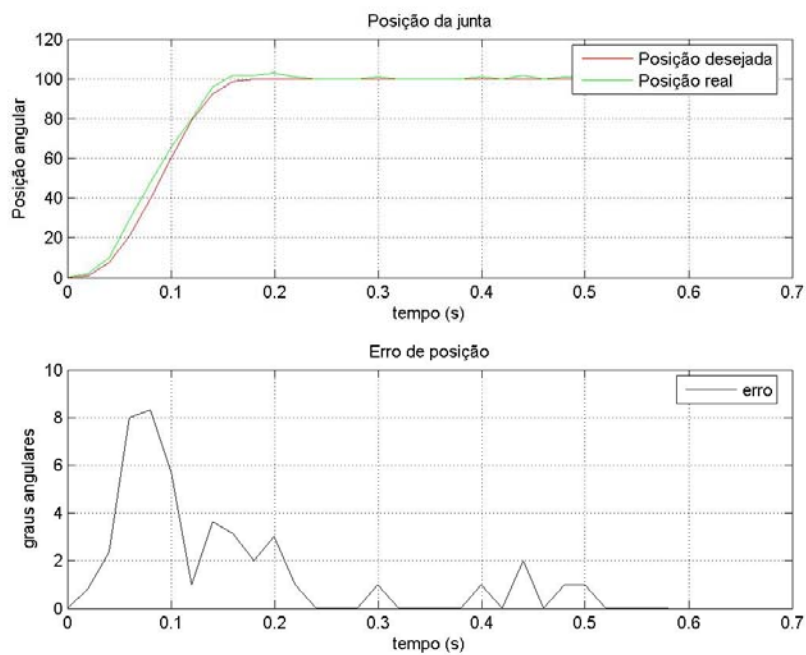 Posição da junta
120
100
80
60
40
20
0
Posição angular
Posição desejada
Posição real
0 0.1 0.2 0.3 0.4 0.5 0.6 0.7
tempo (s)
Erro de posição
10
8
6
4
2
0
graus angulares
erro
0 0.1 0.2 0.3 0.4 0.5 0.6 0.7
tempo (s)